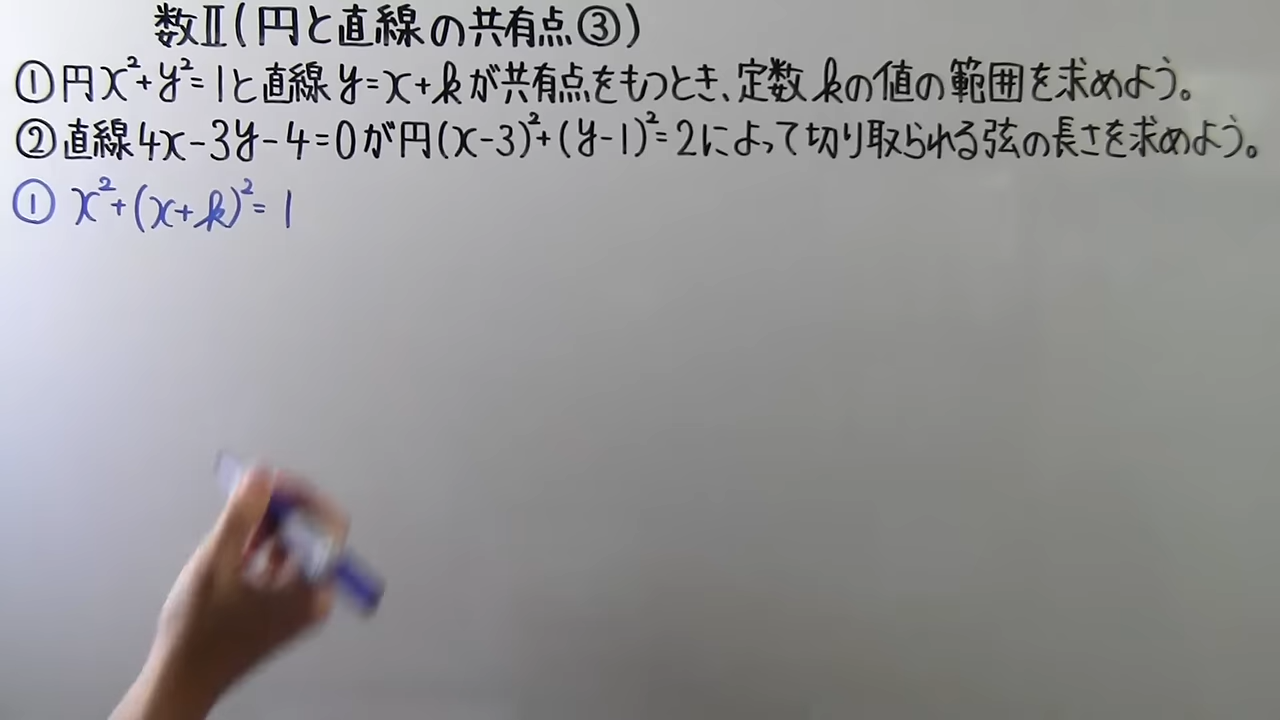 数Ⅱ(円と直線の共有点③)
①円x²+y²=1と直線y=x+kが共有点をもつとき、定数kの値の範囲を求めよう。
②直線4x-3y-4=0が円(x-3)²+(y-1)²=2によって切り取られる弦の長さを求めよう。
① x²+(x+k)²=1